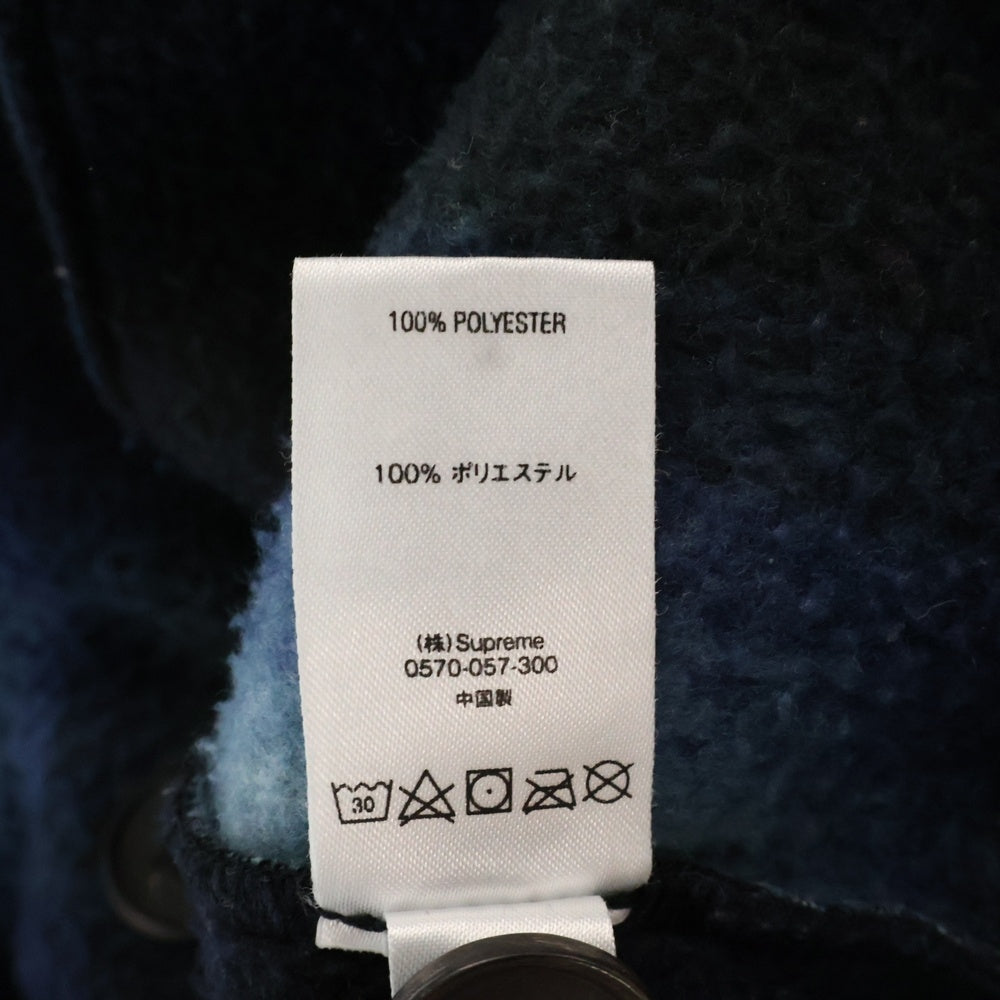 100% POLYESTER
100% ポリエステル
(株)Supreme
0570-057-300
中国製
30